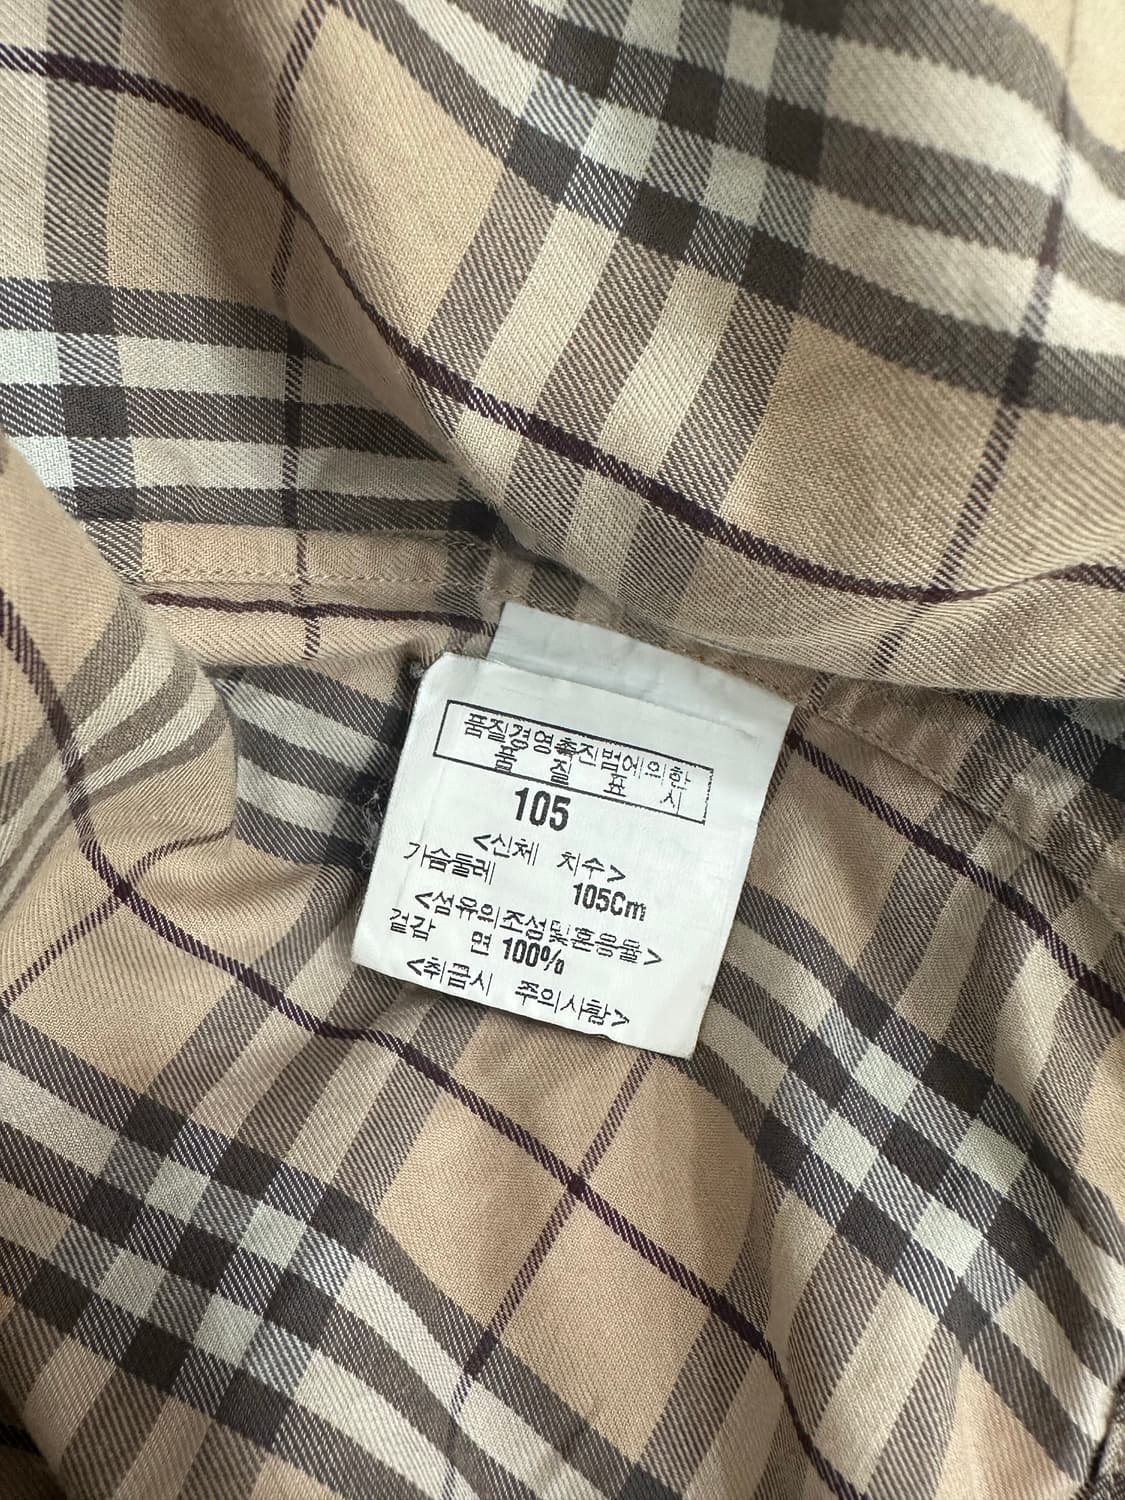 품질경영촉진법에의한
품 질 표 시
105
<신체 치수>
가슴둘레
105Cm
<섬유의조성및혼용율>
겉감 면 100%
<취급시 주의사항>